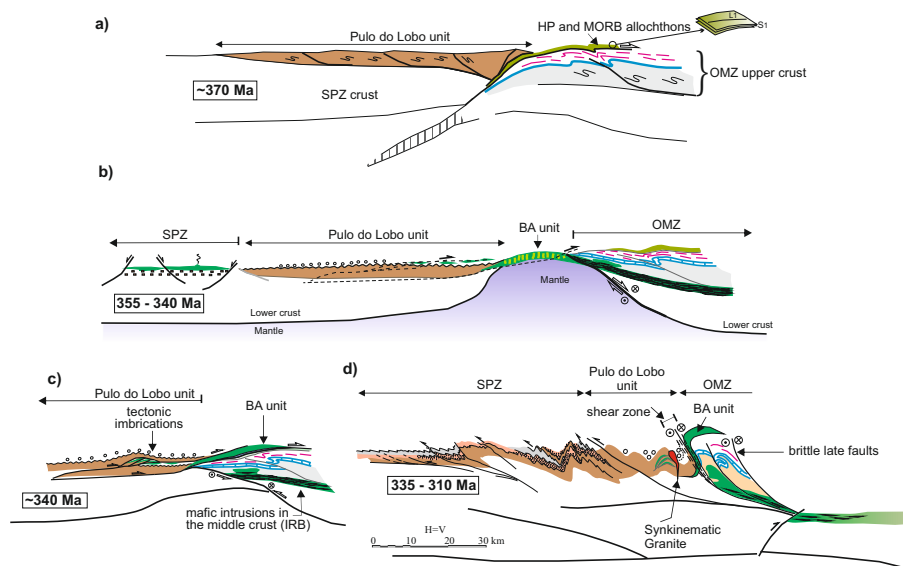 a)
Pulo do Lobo unit
HP and MORB allochthons
L1
S1
OMZ upper crust
~370 Ma
SPZ crust
b)
SPZ
Pulo do Lobo unit
BA unit
OMZ
Mantle
355 - 340 Ma
Lower crust
Mantle
Lower crust
c)
Pulo do Lobo unit
tectonic
imbrications
BA unit
~340 Ma
mafic intrusions in
the middle crust (IRB)
d)
SPZ
Pulo do Lobo
unit
OMZ
shear zone
BA unit
brittle late faults
335 - 310 Ma
Synkinematic
Granite
H=V
0 10 20 30 km